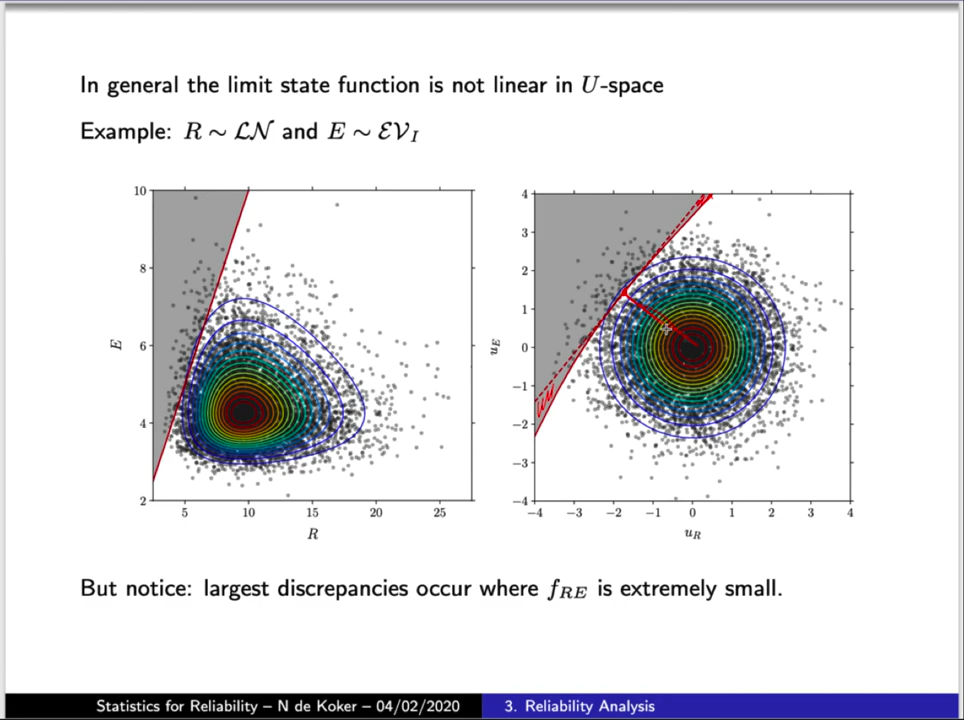 In general the limit state function is not linear in U-space
Example: R ∼ ℒ𝒩 and E ∼ ℰ𝒱_I
10
8
6
4
2
E
5 10 15 20 25
R
4
3
2
1
0
−1
−2
−3
−4
u_E
−4 −3 −2 −1 0 1 2 3 4
u_R
But notice: largest discrepancies occur where f_{RE} is extremely small.
Statistics for Reliability – N de Koker – 04/02/2020
3. Reliability Analysis